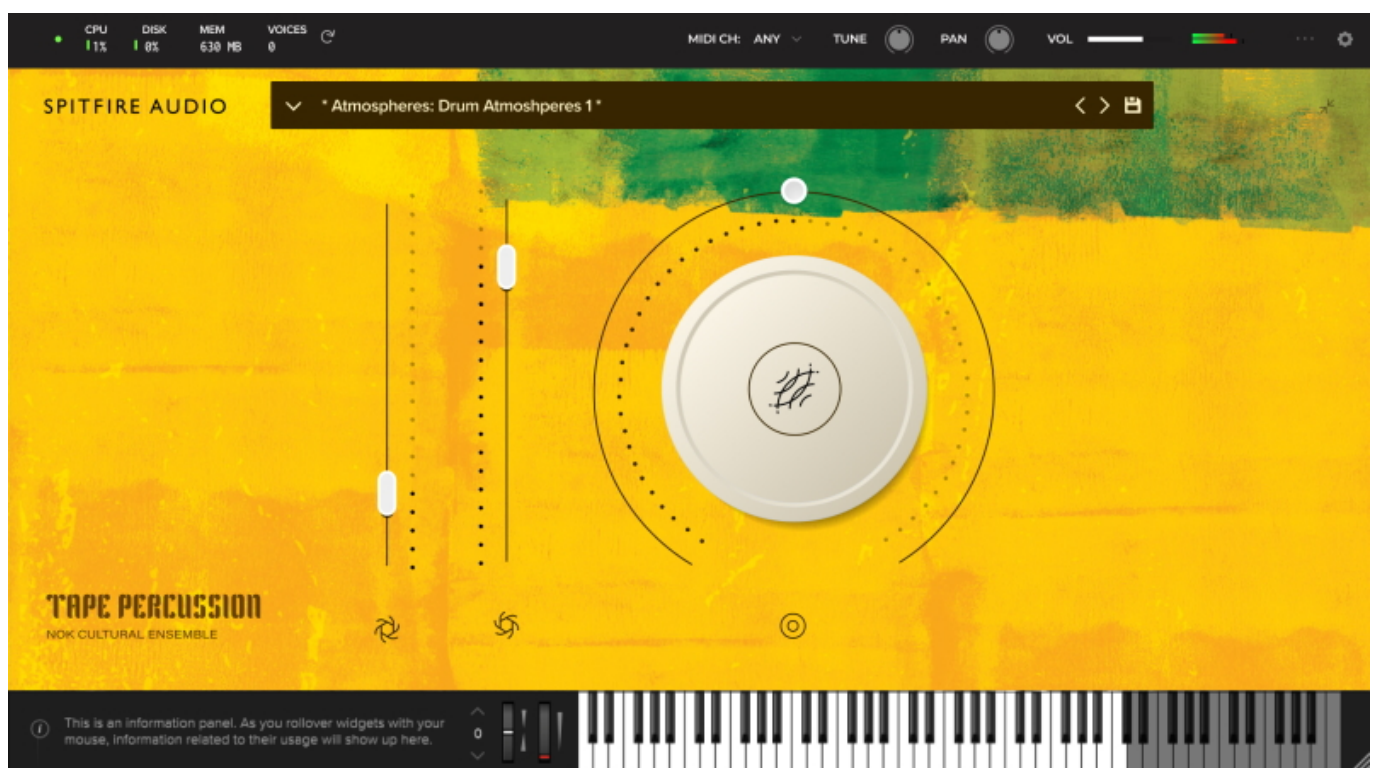 CPU DISK MEM VOICES
1% 0% 630 MB 0
MIDI CH: ANY TUNE PAN VOL
SPITFIRE AUDIO
* Atmospheres: Drum Atmoshperes 1 *
TAPE PERCUSSION
NOK CULTURAL ENSEMBLE
This is an information panel. As you rollover widgets with your
mouse, information related to their usage will show up here.
0